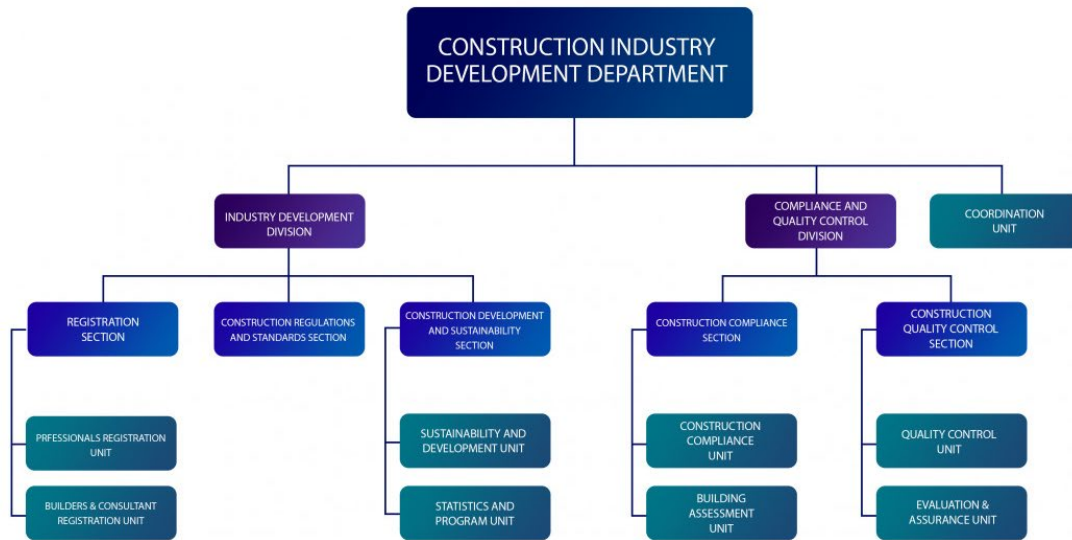 CONSTRUCTION INDUSTRY
DEVELOPMENT DEPARTMENT
INDUSTRY DEVELOPMENT
DIVISION
COMPLIANCE AND
QUALITY CONTROL
DIVISION
COORDINATION
UNIT
REGISTRATION
SECTION
CONSTRUCTION REGULATIONS
AND STANDARDS SECTION
CONSTRUCTION DEVELOPMENT
AND SUSTAINABILITY
SECTION
CONSTRUCTION COMPLIANCE
SECTION
CONSTRUCTION
QUALITY CONTROL
SECTION
PRFESSIONALS REGISTRATION
UNIT
SUSTAINABILITY AND
DEVELOPMENT UNIT
CONSTRUCTION
COMPLIANCE
UNIT
QUALITY CONTROL
UNIT
BUILDERS & CONSULTANT
REGISTRATION UNIT
STATISTICS AND
PROGRAM UNIT
BUILDING
ASSESSMENT
UNIT
EVALUATION &
ASSURANCE UNIT